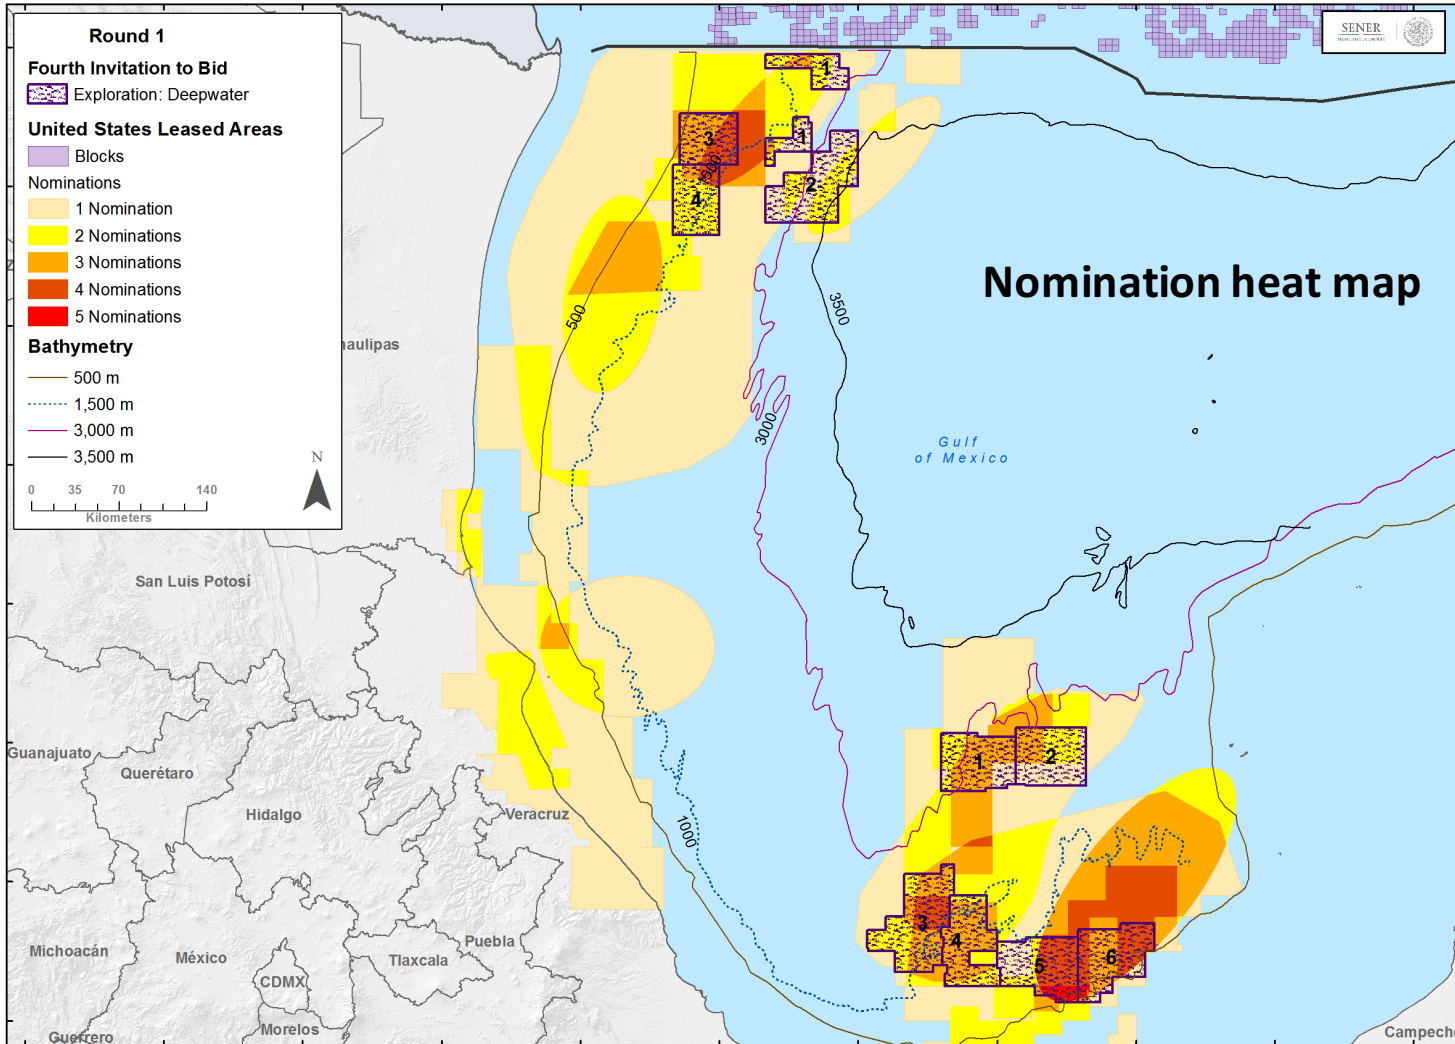 Round 1
Fourth Invitation to Bid
Exploration: Deepwater
United States Leased Areas
Blocks
Nominations
1 Nomination
2 Nominations
3 Nominations
4 Nominations
5 Nominations
Bathymetry
500 m
1,500 m
3,000 m
3,500 m
N
0 35 70 140
Kilometers
SENER
Nomination heat map
1
3
1
2
4
500
3500
3000
Gulf
of Mexico
haulipas
San Luis Potosí
Guanajuato
Querétaro
Hidalgo
Veracruz
1000
1
2
3
4
5
6
Michoacán
México
CDMX
Tlaxcala
Puebla
Morelos
Guerrero
Campeche